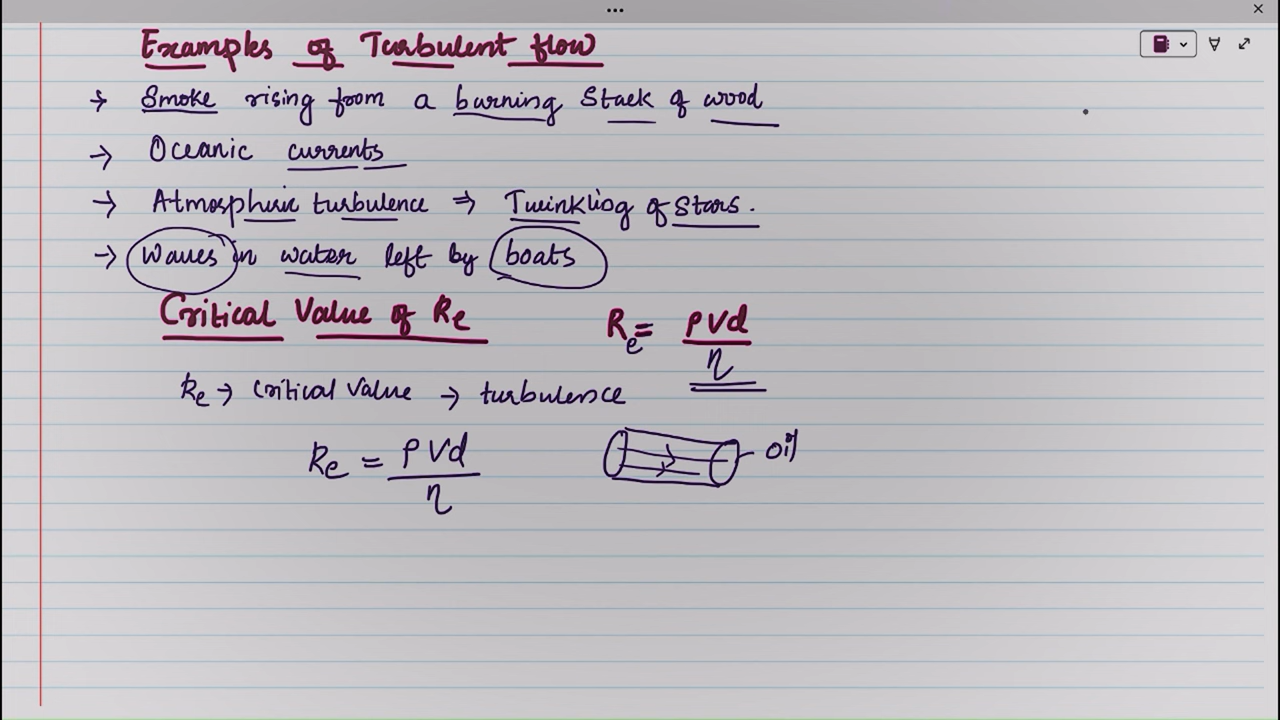 Examples of Turbulent flow
→ Smoke rising from a burning Stack of wood
→ Oceanic currents
→ Atmospheric turbulence ⇒ Twinkling of stars.
→ Waves in water left by boats
Critical Value of Re
Re = ρVd/η
Re → Critical Value → turbulence
Re = ρVd/η
oil